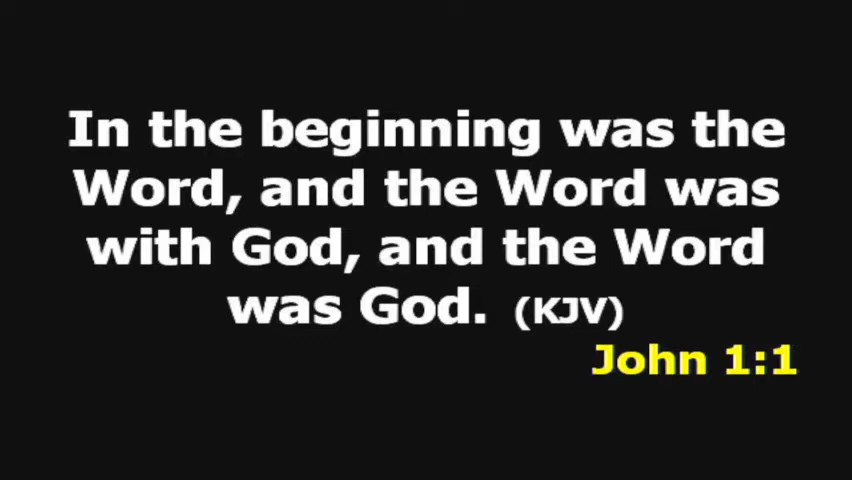 In the beginning was the
Word, and the Word was
with God, and the Word
was God. (KJV)
John 1:1